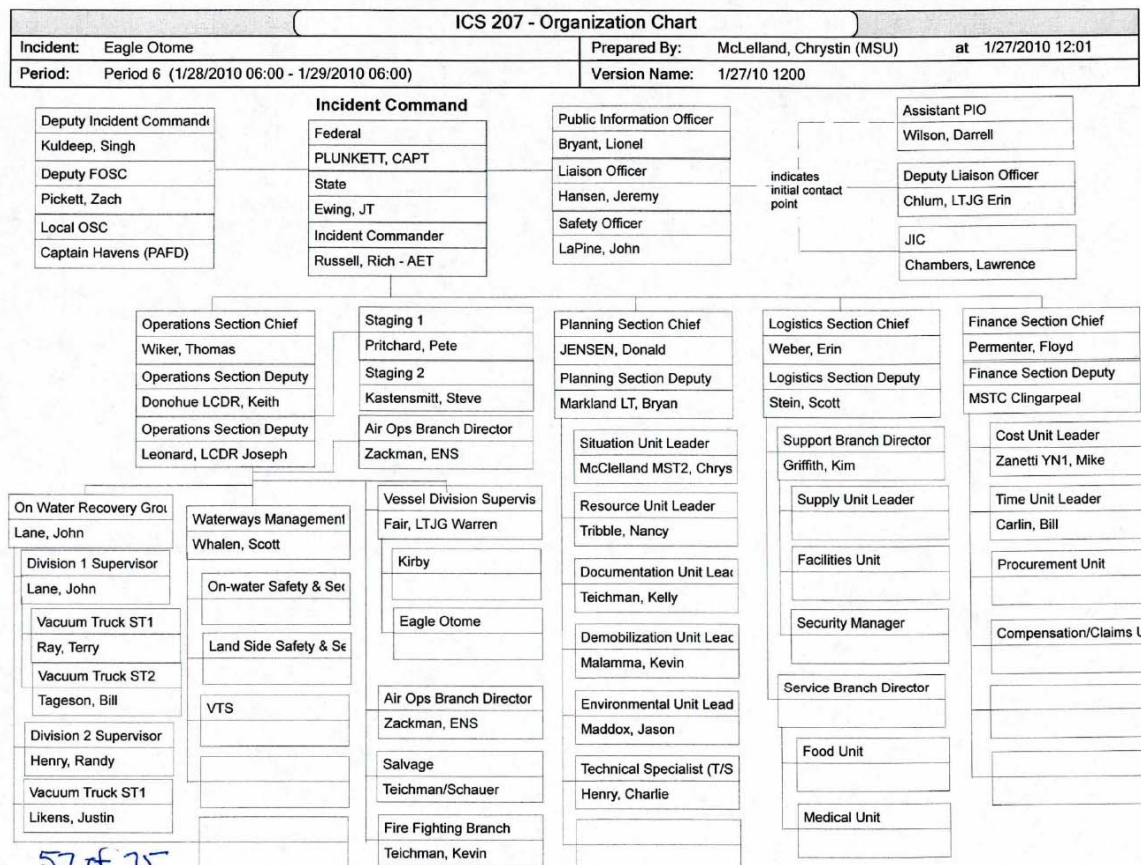 ICS 207 - Organization Chart
Incident: Eagle Otome
Prepared By: McLelland, Chrystin (MSU) at 1/27/2010 12:01
Period: Period 6 (1/28/2010 06:00 - 1/29/2010 06:00)
Version Name: 1/27/10 1200
Deputy Incident Commande
Kuldeep, Singh
Deputy FOSC
Pickett, Zach
Local OSC
Captain Havens (PAFD)
Incident Command
Federal
PLUNKETT, CAPT
State
Ewing, JT
Incident Commander
Russell, Rich - AET
Public Information Officer
Bryant, Lionel
Liaison Officer
Hansen, Jeremy
Safety Officer
LaPine, John
indicates
initial contact
point
Assistant PIO
Wilson, Darrell
Deputy Liaison Officer
Chlum, LTJG Erin
JIC
Chambers, Lawrence
Operations Section Chief
Wiker, Thomas
Operations Section Deputy
Donohue LCDR, Keith
Operations Section Deputy
Leonard, LCDR Joseph
Staging 1
Pritchard, Pete
Staging 2
Kastensmitt, Steve
Air Ops Branch Director
Zackman, ENS
Planning Section Chief
JENSEN, Donald
Planning Section Deputy
Markland LT, Bryan
Logistics Section Chief
Weber, Erin
Logistics Section Deputy
Stein, Scott
Finance Section Chief
Permenter, Floyd
Finance Section Deputy
MSTC Clingarpeal
On Water Recovery Grou
Lane, John
Division 1 Supervisor
Lane, John
Vacuum Truck ST1
Ray, Terry
Vacuum Truck ST2
Tageson, Bill
Division 2 Supervisor
Henry, Randy
Vacuum Truck ST1
Likens, Justin
Waterways Management
Whalen, Scott
On-water Safety & Sec
Land Side Safety & Se
VTS
Vessel Division Supervis
Fair, LTJG Warren
Kirby
Eagle Otome
Air Ops Branch Director
Zackman, ENS
Salvage
Teichman/Schauer
Fire Fighting Branch
Teichman, Kevin
Situation Unit Leader
McClelland MST2, Chrys
Resource Unit Leader
Tribble, Nancy
Documentation Unit Lead
Teichman, Kelly
Demobilization Unit Leac
Malamma, Kevin
Environmental Unit Lead
Maddox, Jason
Technical Specialist (T/S
Henry, Charlie
Support Branch Director
Griffith, Kim
Supply Unit Leader
Facilities Unit
Security Manager
Service Branch Director
Food Unit
Medical Unit
Cost Unit Leader
Zanetti YN1, Mike
Time Unit Leader
Carlin, Bill
Procurement Unit
Compensation/Claims U
57 of 75